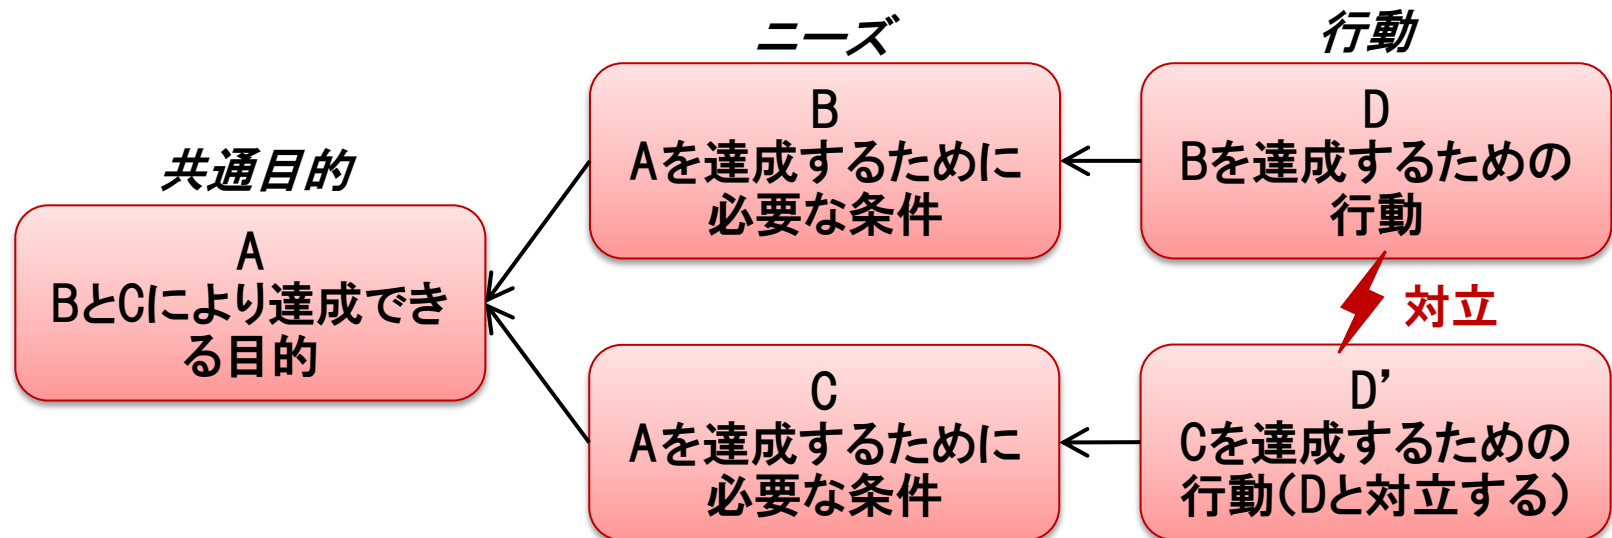 共通目的
A
BとCにより達成でき
る目的
ニーズ
B
Aを達成するために
必要な条件
C
Aを達成するために
必要な条件
行動
D
Bを達成するための
行動
対立
D’
Cを達成するための
行動(Dと対立する)